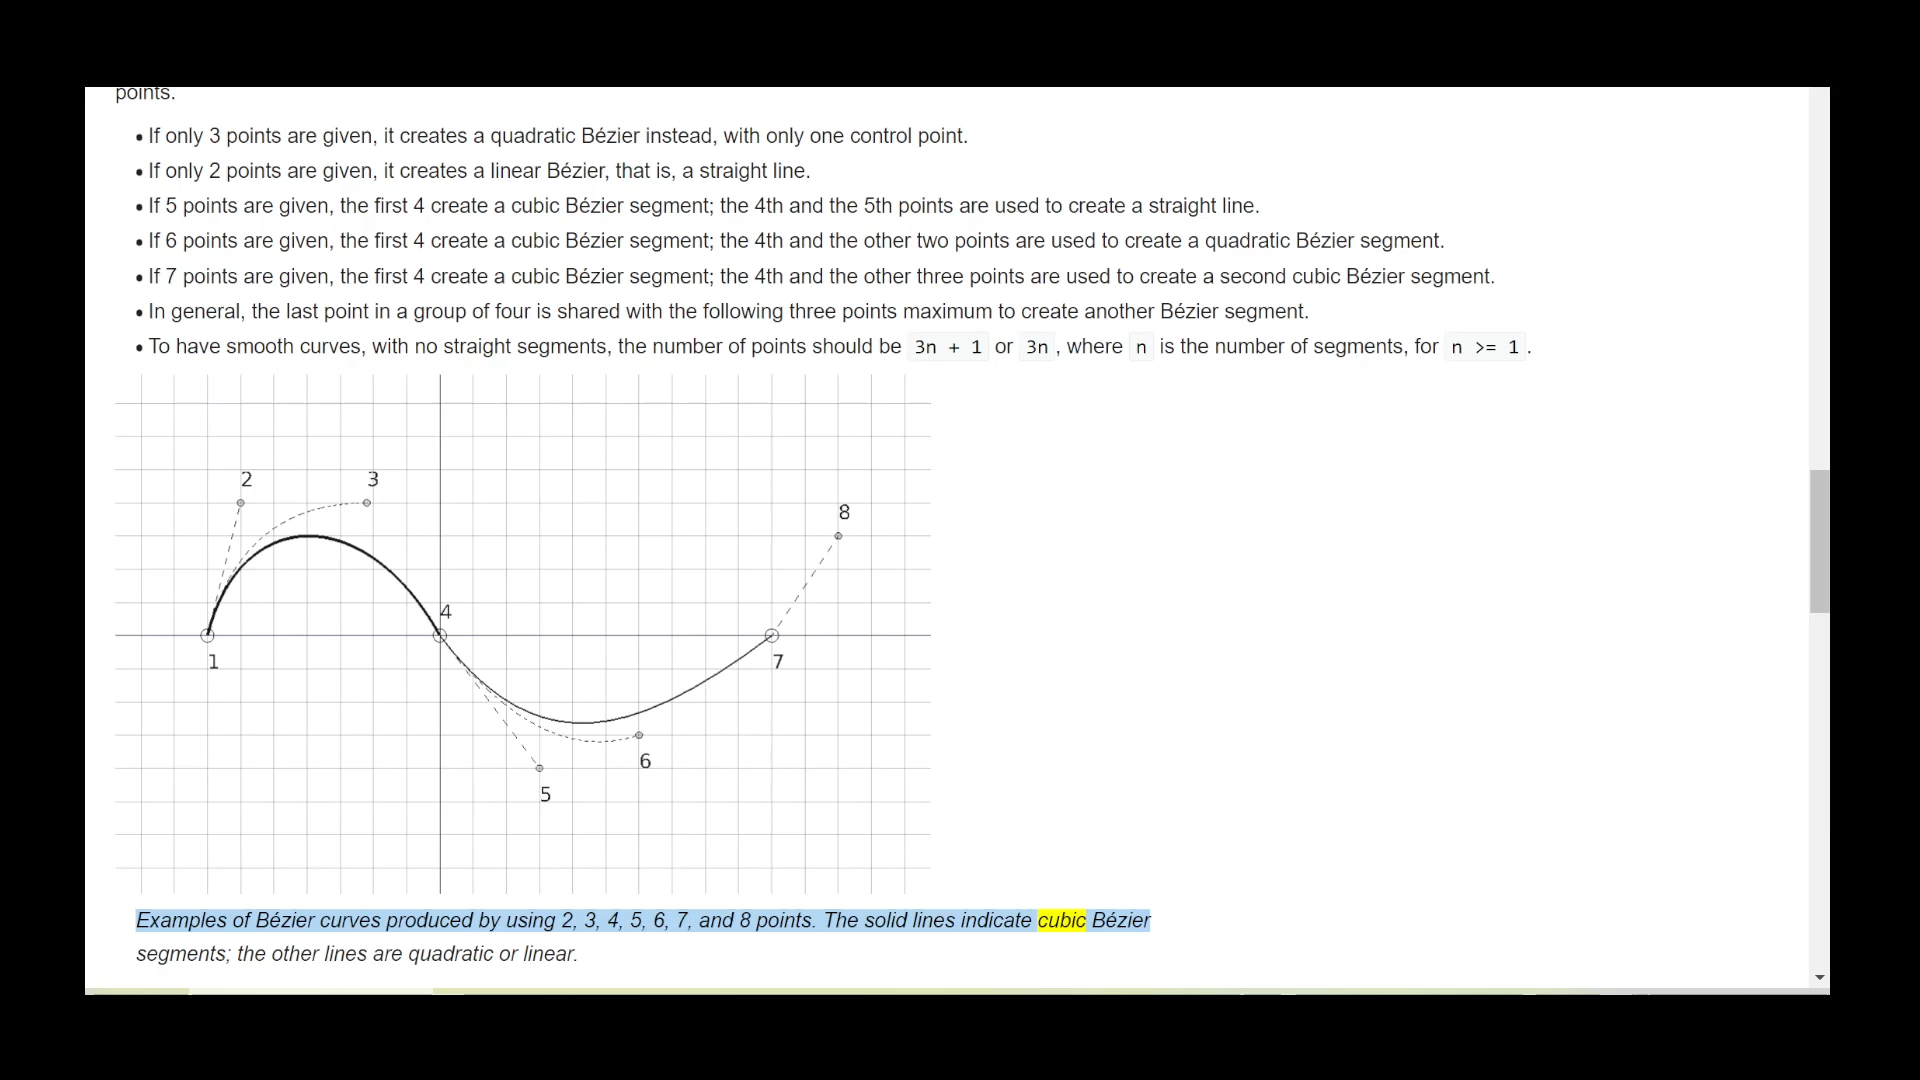 points.
• If only 3 points are given, it creates a quadratic Bézier instead, with only one control point.
• If only 2 points are given, it creates a linear Bézier, that is, a straight line.
• If 5 points are given, the first 4 create a cubic Bézier segment; the 4th and the 5th points are used to create a straight line.
• If 6 points are given, the first 4 create a cubic Bézier segment; the 4th and the other two points are used to create a quadratic Bézier segment.
• If 7 points are given, the first 4 create a cubic Bézier segment; the 4th and the other three points are used to create a second cubic Bézier segment.
• In general, the last point in a group of four is shared with the following three points maximum to create another Bézier segment.
• To have smooth curves, with no straight segments, the number of points should be 3n + 1 or 3n , where n is the number of segments, for n >= 1 .
2
3
8
4
1
7
6
5
Examples of Bézier curves produced by using 2, 3, 4, 5, 6, 7, and 8 points. The solid lines indicate cubic Bézier
segments; the other lines are quadratic or linear.